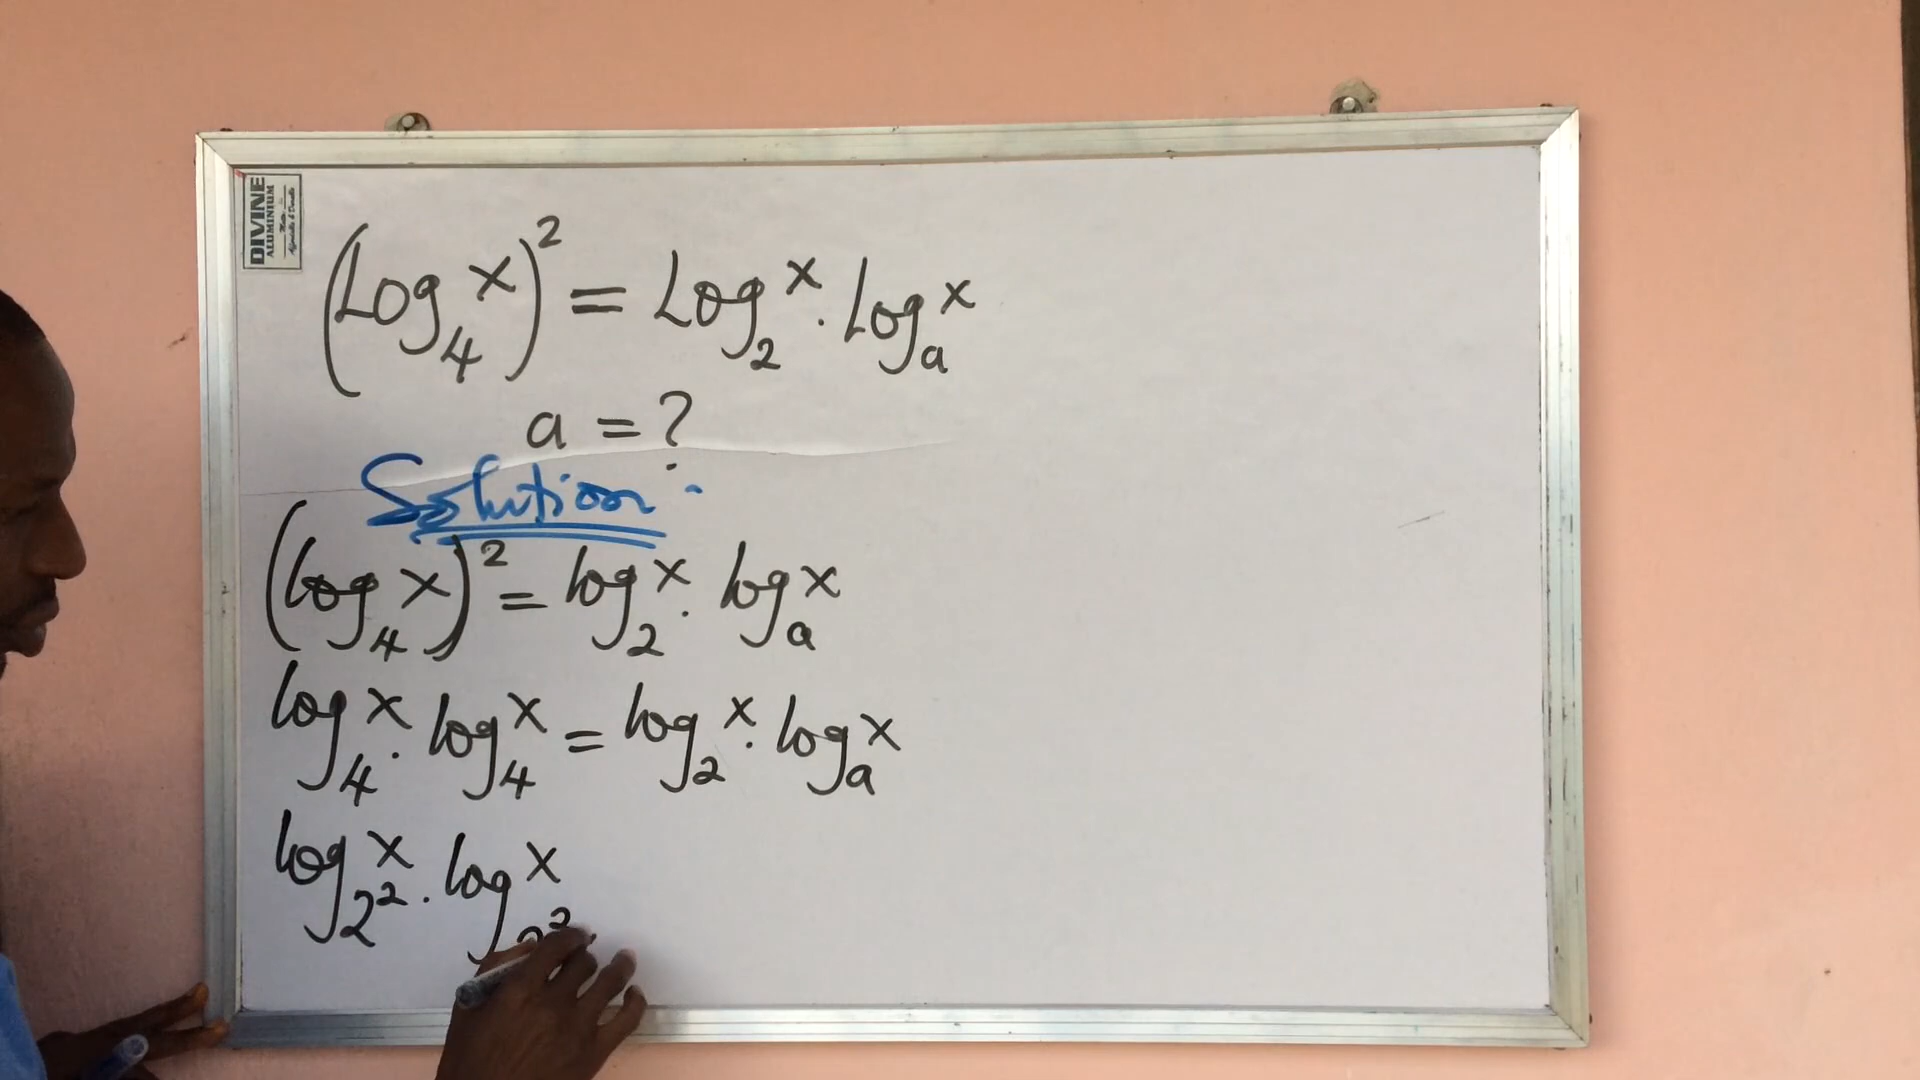 DIVINE
ALUMINIUM
(Log₄ x)² = Log₂ x . Logₐ x
a = ?
Solution:
(log₄ x)² = log₂ x . logₐ x
log₄ x . log₄ x = log₂ x . logₐ x
log₂² x . log x